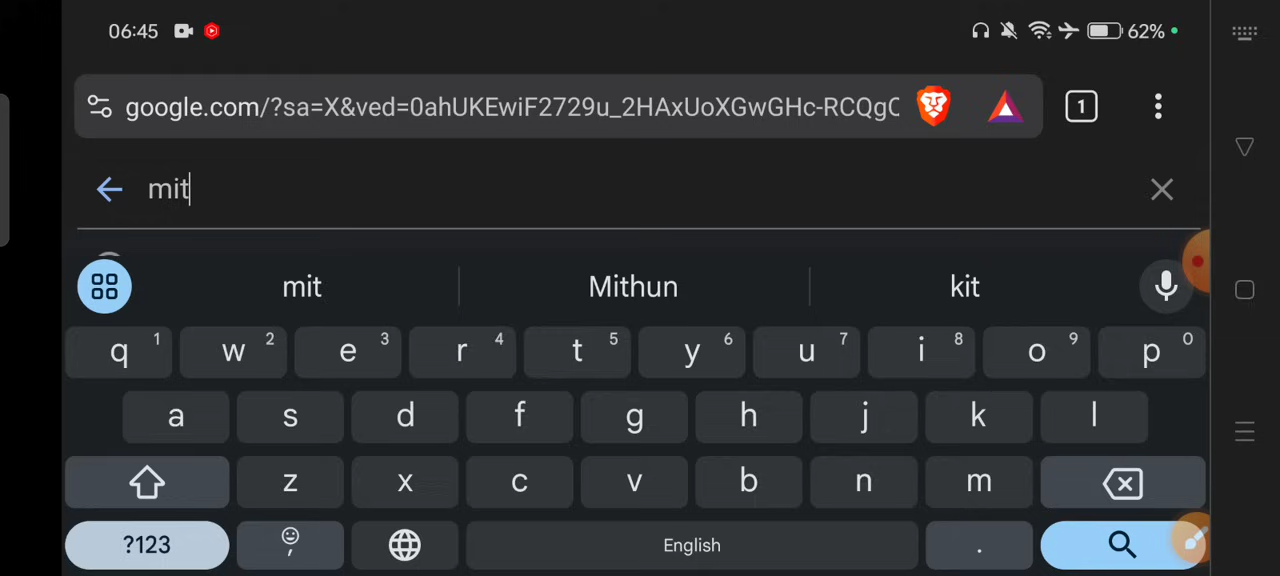 06:45 62%
google.com/?sa=X&ved=0ahUKEwiF2729u_2HAxUoXGwGHc-RCQgC 1
mit
mit Mithun kit
q 1 w 2 e 3 r 4 t 5 y 6 u 7 i 8 o 9 p 0
a s d f g h j k l
z x c v b n m
?123 , English .